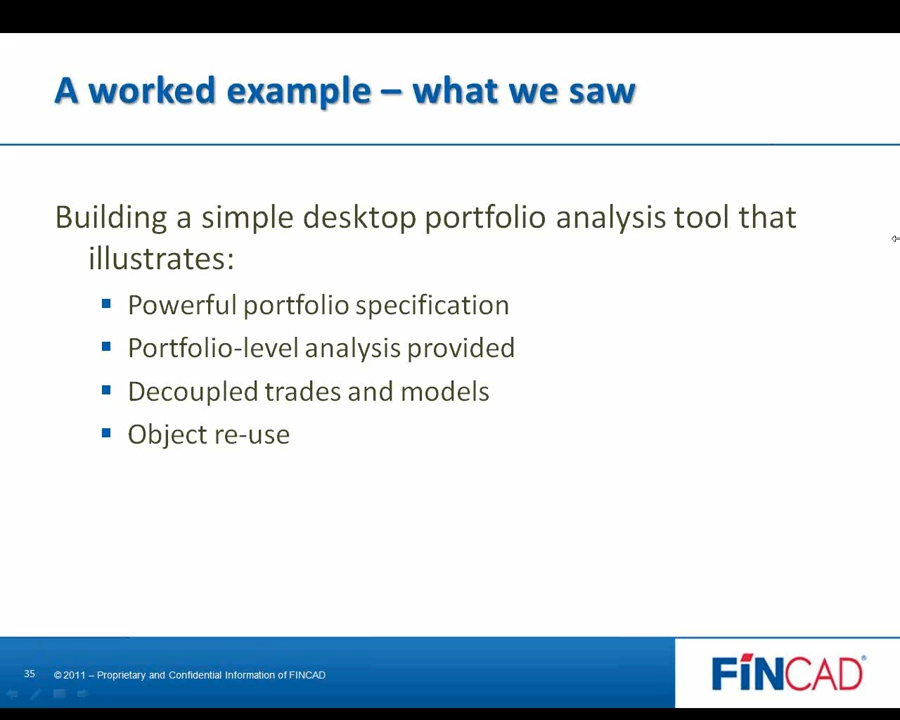 A worked example – what we saw
Building a simple desktop portfolio analysis tool that
illustrates:
Powerful portfolio specification
Portfolio-level analysis provided
Decoupled trades and models
Object re-use
35
© 2011 – Proprietary and Confidential Information of FINCAD
FINCAD®